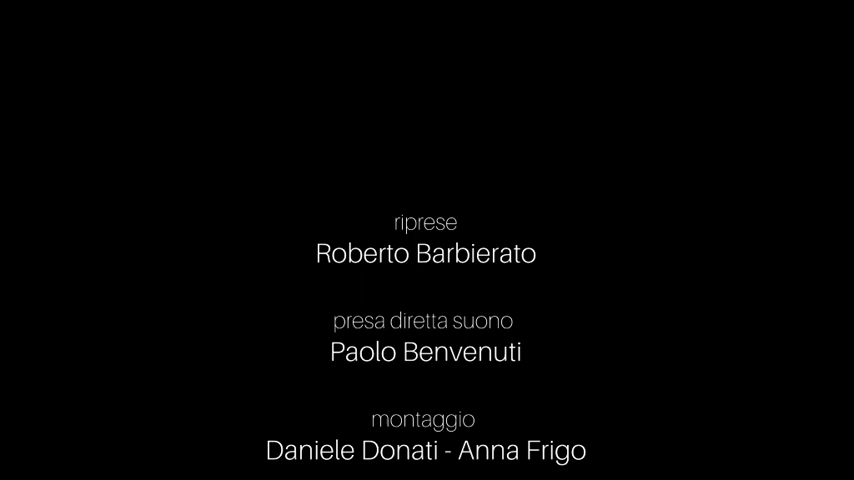 riprese
Roberto Barbierato
presa diretta suono
Paolo Benvenuti
montaggio
Daniele Donati - Anna Frigo